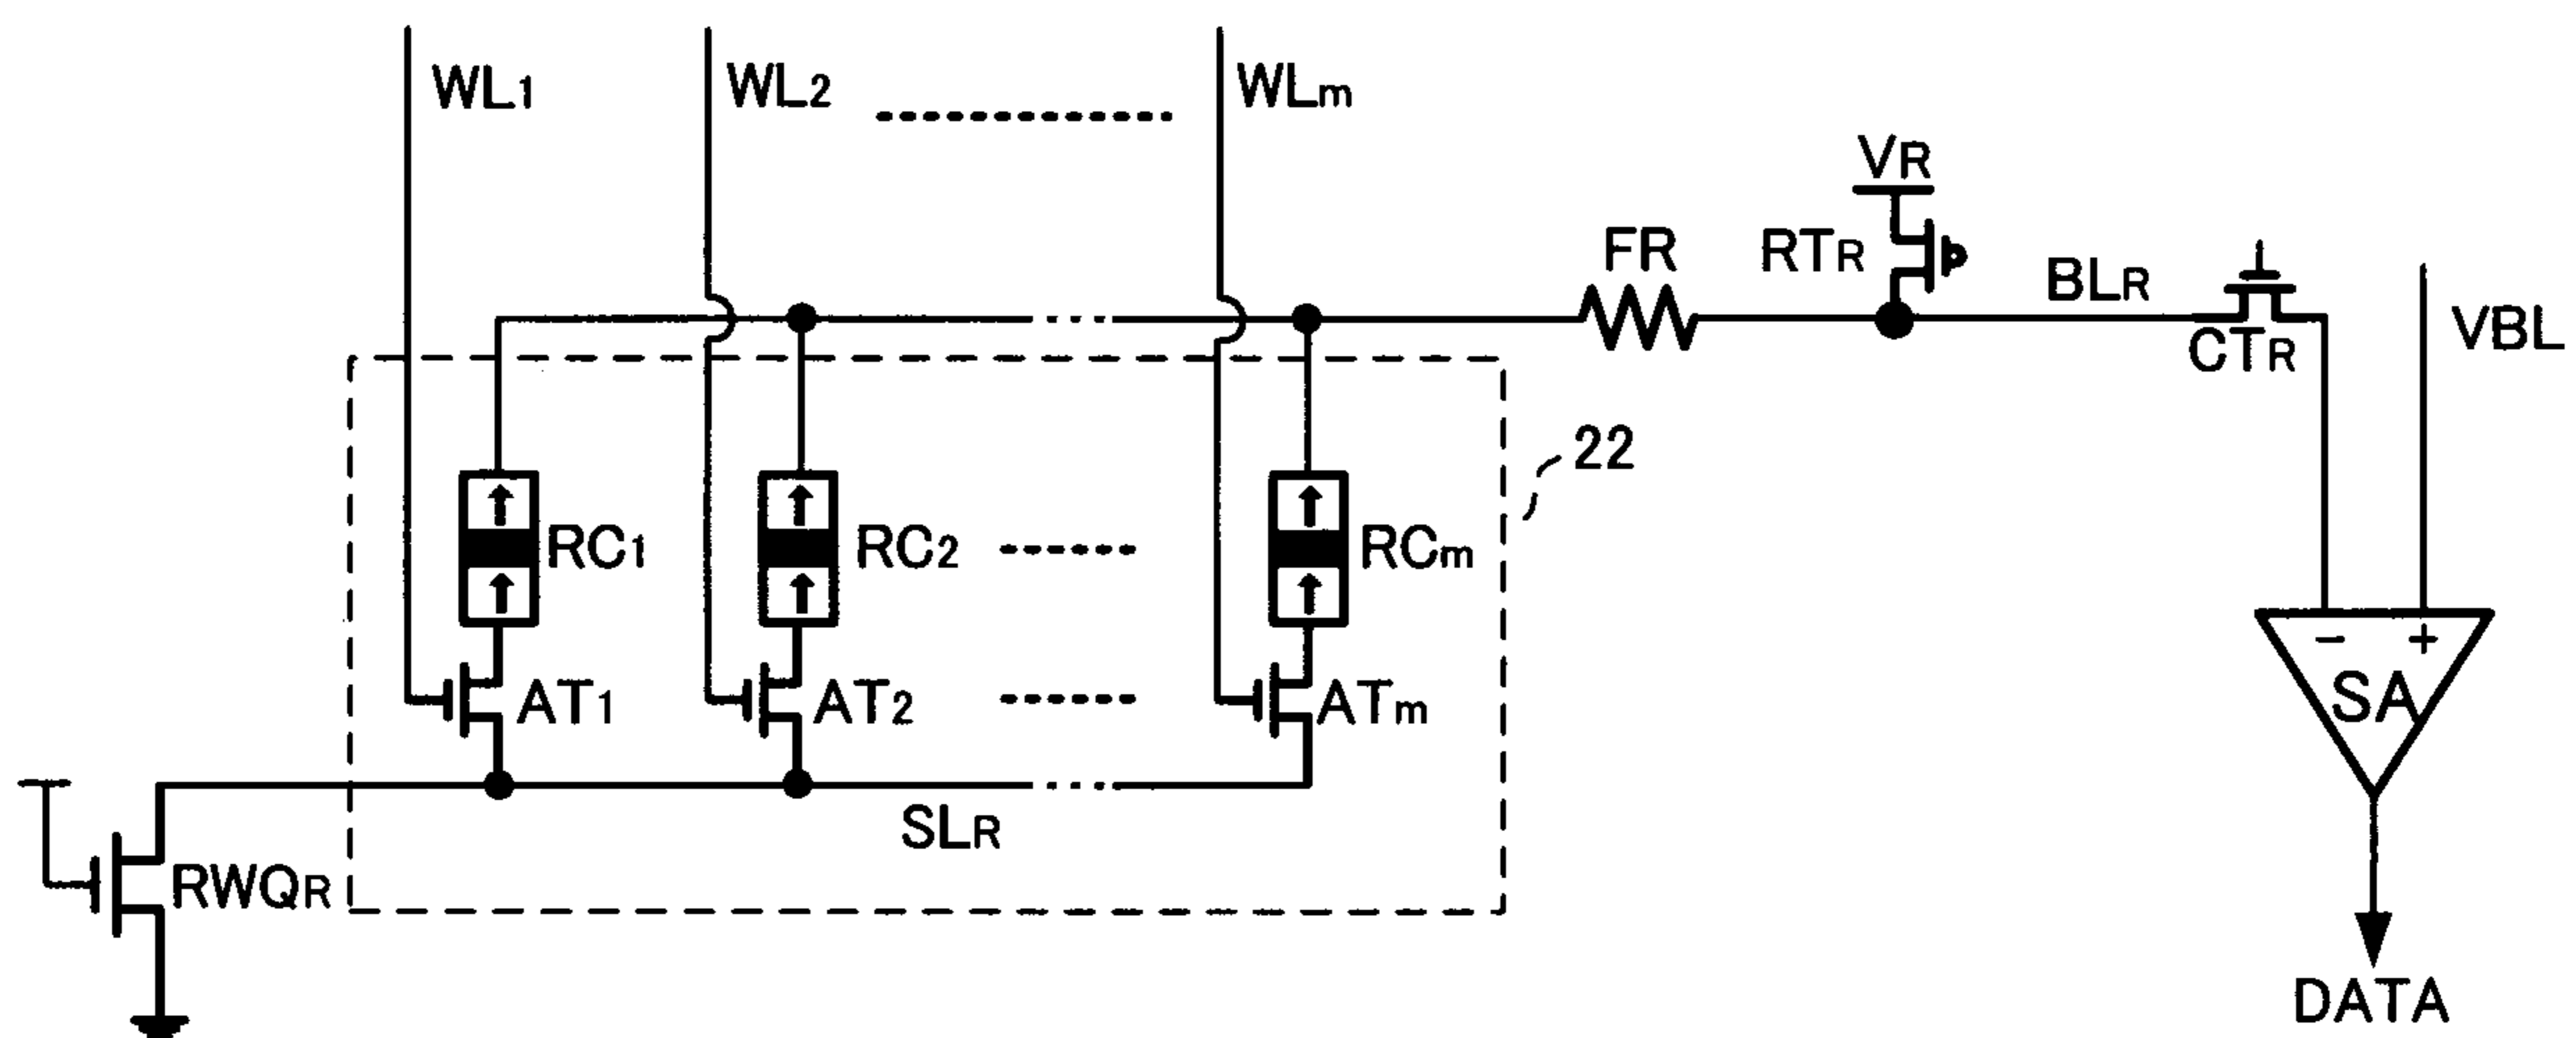 WL1
WL2
WLm
VR
FR
RTR
BLR
CTR
VBL
22
RC1
RC2
RCm
- +
SA
AT1
AT2
ATm
SLR
RWQR
DATA